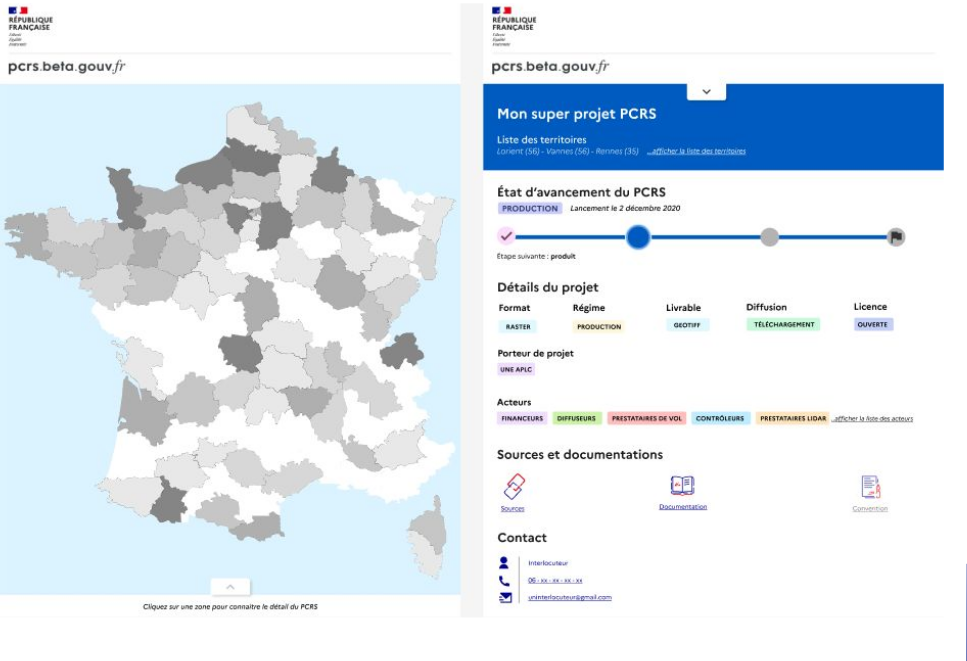 RÉPUBLIQUE
FRANÇAISE
Liberté
Égalité
Fraternité
pcrs.beta.gouv.fr
Cliquez sur une zone pour connaitre le détail du PCRS
RÉPUBLIQUE
FRANÇAISE
Liberté
Égalité
Fraternité
pcrs.beta.gouv.fr
Mon super projet PCRS
Liste des territoires
Lorient (56) - Vannes (56) - Rennes (35) ...afficher la liste des territoires
État d'avancement du PCRS
PRODUCTION Lancement le 2 décembre 2020
Étape suivante : produit
Détails du projet
Format Régime Livrable Diffusion Licence
RASTER PRODUCTION GEOTIFF TÉLÉCHARGEMENT OUVERTE
Porteur de projet
UNE APLC
Acteurs
FINANCEURS DIFFUSEURS PRESTATAIRES DE VOL CONTRÔLEURS PRESTATAIRES LIDAR ...afficher la liste des acteurs
Sources et documentations
Sources Documentation Convention
Contact
Interlocuteur
06 - xx - xx - xx - xx
uninterlocuteur@gmail.com